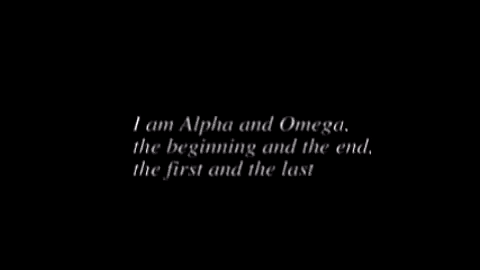 I am Alpha and Omega,
the beginning and the end,
the first and the last